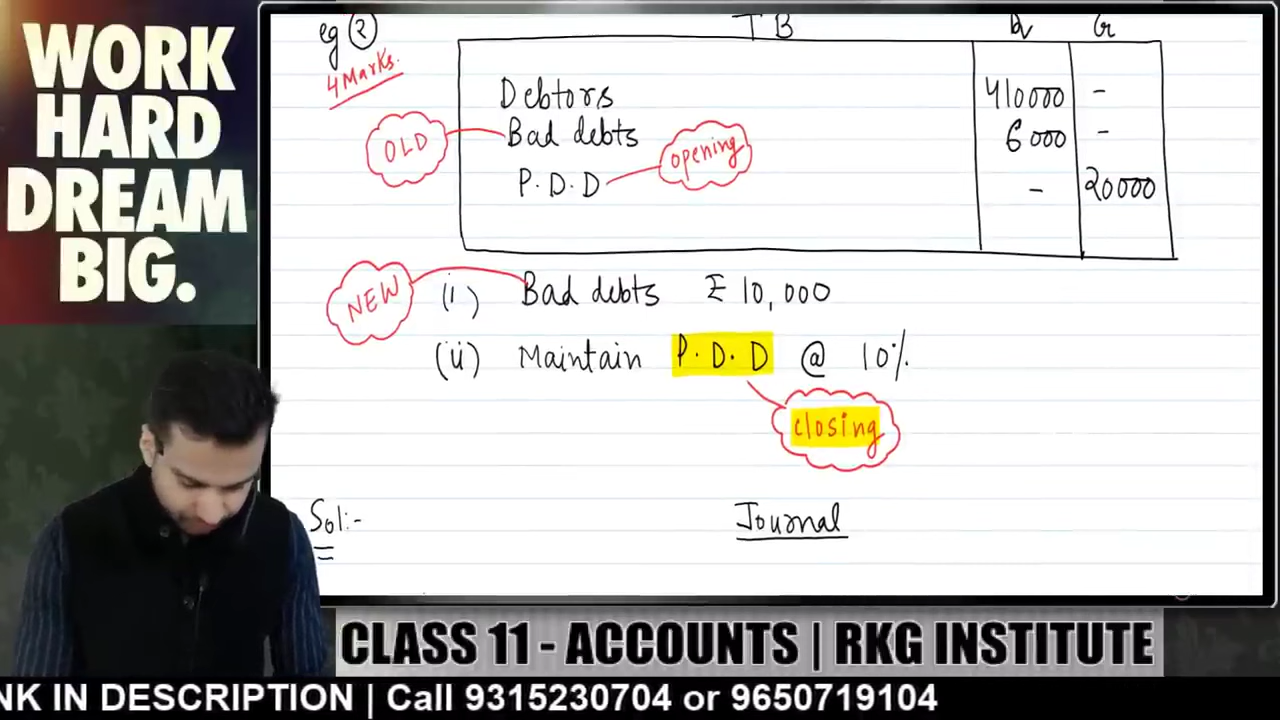 WORK
HARD
DREAM
BIG.
eg ② T B Dr Cr
4 Marks.
Debtors 410000 -
OLD Bad debts 6000 -
opening
P.D.D - 20000
NEW (i) Bad debts ₹ 10,000
(ii) Maintain P.D.D @ 10%
closing
Sol:- Journal
CLASS 11 - ACCOUNTS | RKG INSTITUTE
NK IN DESCRIPTION | Call 9315230704 or 9650719104